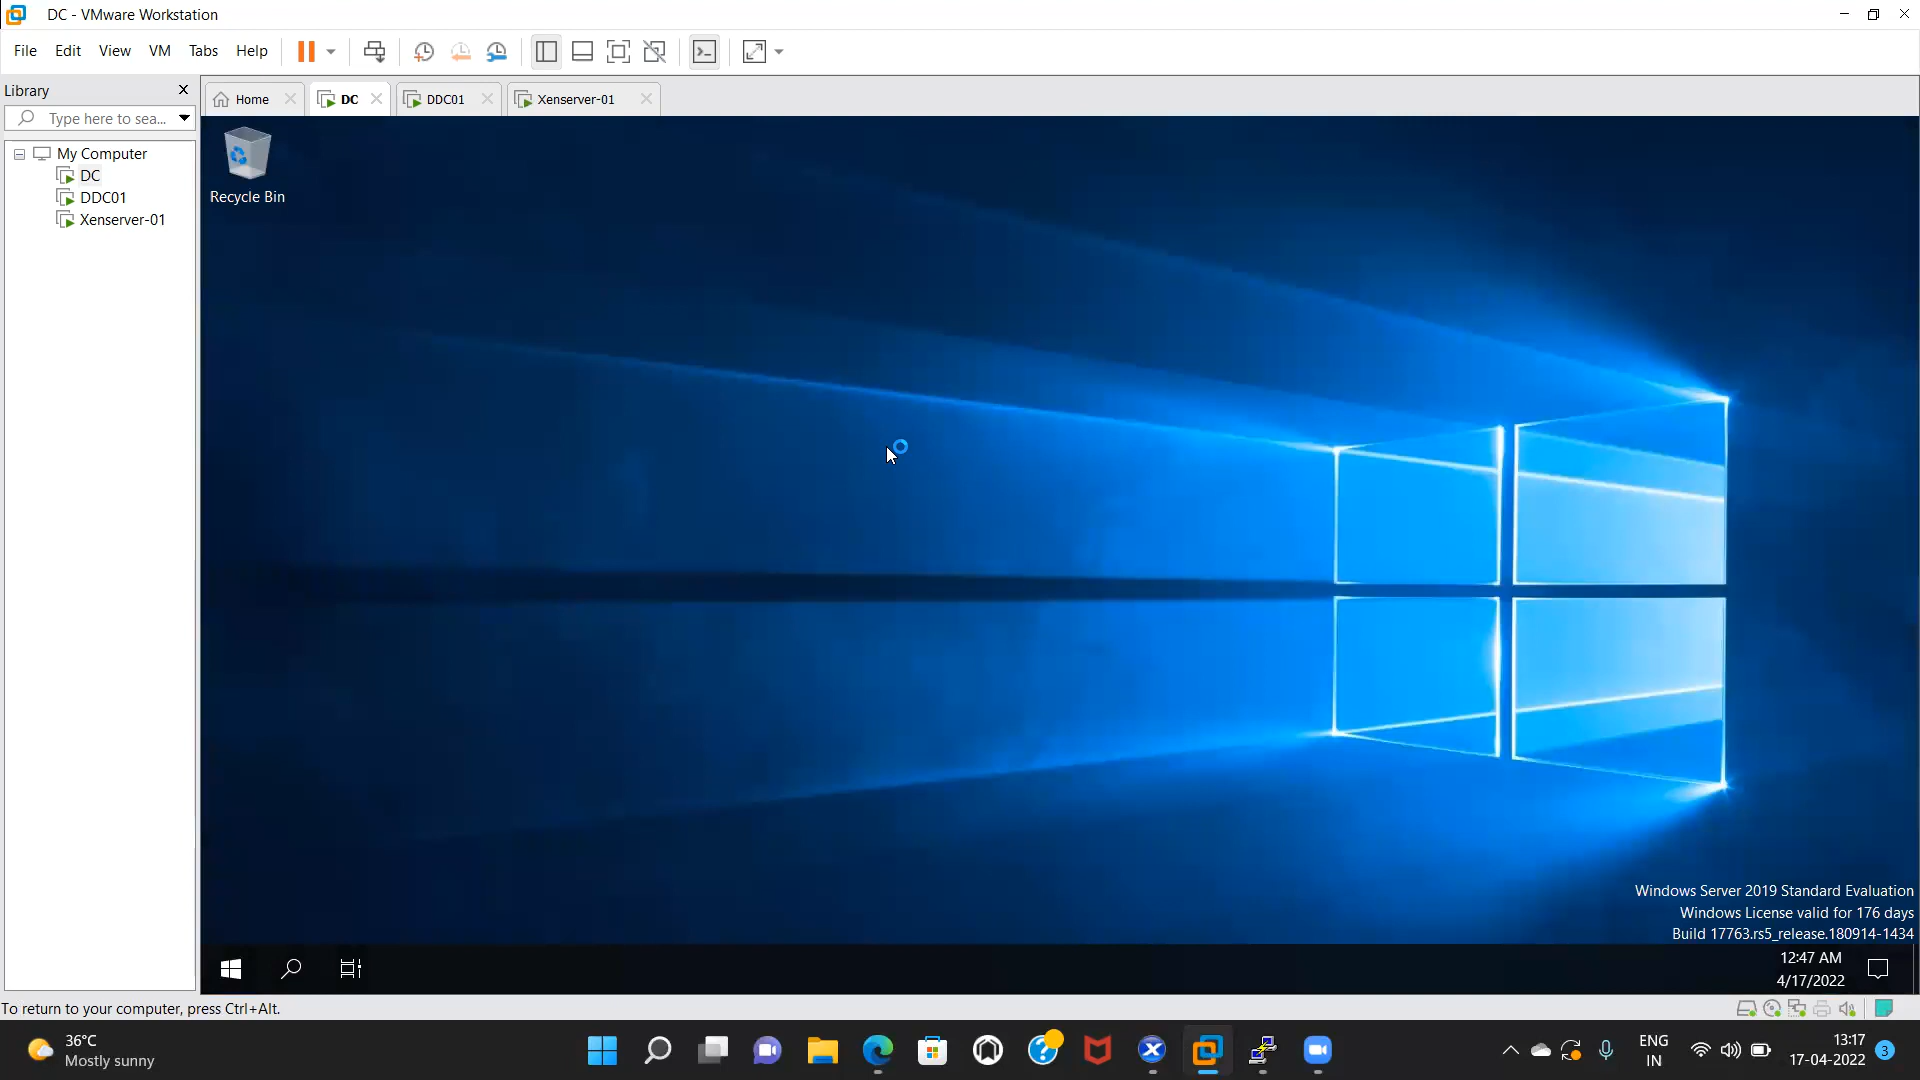 DC - VMware Workstation
File Edit View VM Tabs Help
Library
Type here to sea...
My Computer
DC
DDC01
Xenserver-01
Home
DC
DDC01
Xenserver-01
Recycle Bin
Windows Server 2019 Standard Evaluation
Windows License valid for 176 days
Build 17763.rs5_release.180914-1434
12:47 AM
4/17/2022
To return to your computer, press Ctrl+Alt.
36°C
Mostly sunny
ENG
IN
13:17
17-04-2022
3